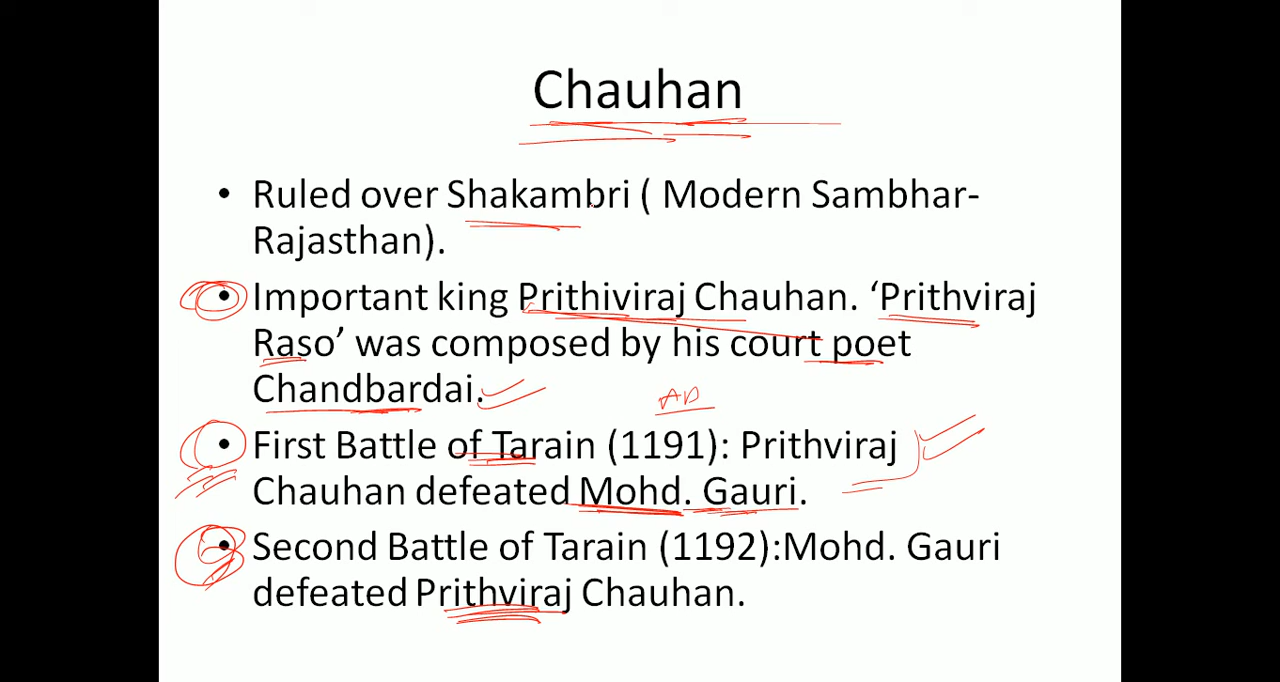 Chauhan
• Ruled over Shakambri ( Modern Sambhar-
Rajasthan).
• Important king Prithiviraj Chauhan. ‘Prithviraj
Raso’ was composed by his court poet
Chandbardai.
AD
• First Battle of Tarain (1191): Prithviraj
Chauhan defeated Mohd. Gauri.
• Second Battle of Tarain (1192):Mohd. Gauri
defeated Prithviraj Chauhan.